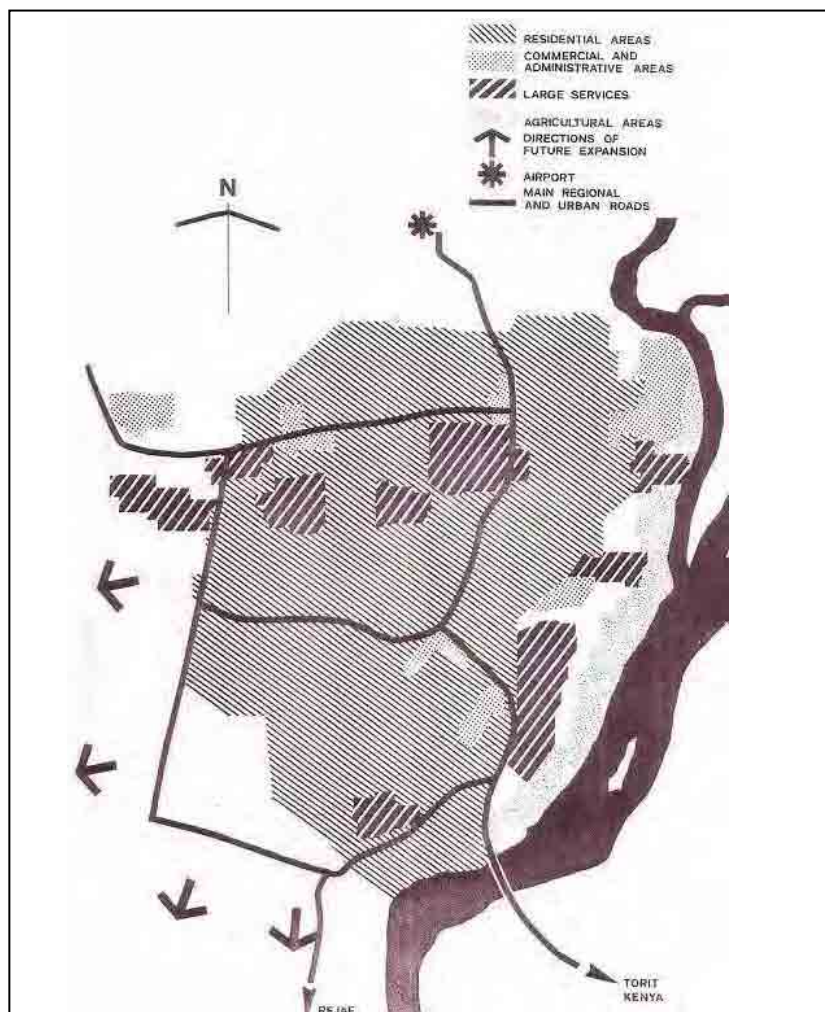 RESIDENTIAL AREAS
COMMERCIAL AND
ADMINISTRATIVE AREAS
LARGE SERVICES
AGRICULTURAL AREAS
DIRECTIONS OF
FUTURE EXPANSION
AIRPORT
MAIN REGIONAL
AND URBAN ROADS
N
TORIT
KENYA
REJAF